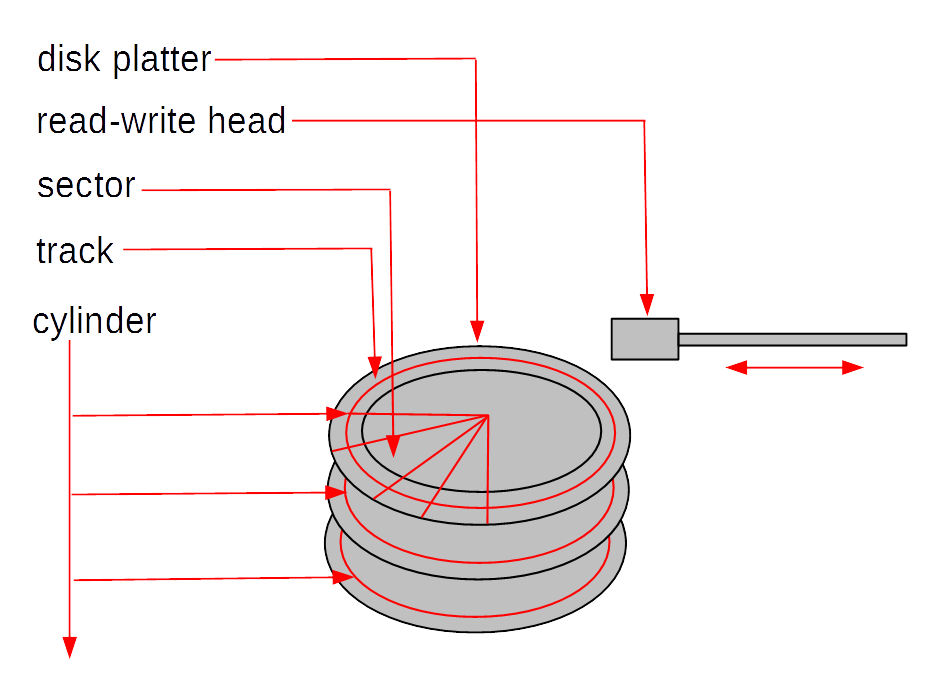 disk platter
read-write head
sector
track
cylinder